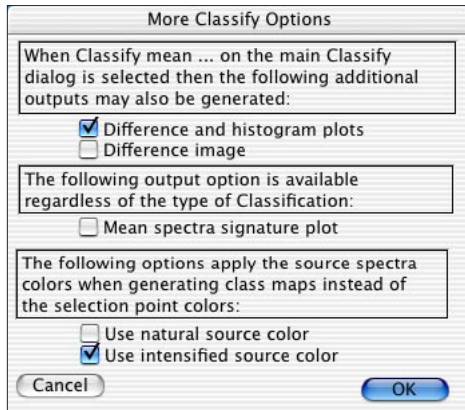 More Classify Options
When Classify mean ... on the main Classify
dialog is selected then the following additional
outputs may also be generated:
Difference and histogram plots
Difference image
The following output option is available
regardless of the type of Classification:
Mean spectra signature plot
The following options apply the source spectra
colors when generating class maps instead of
the selection point colors:
Use natural source color
Use intensified source color
Cancel
OK